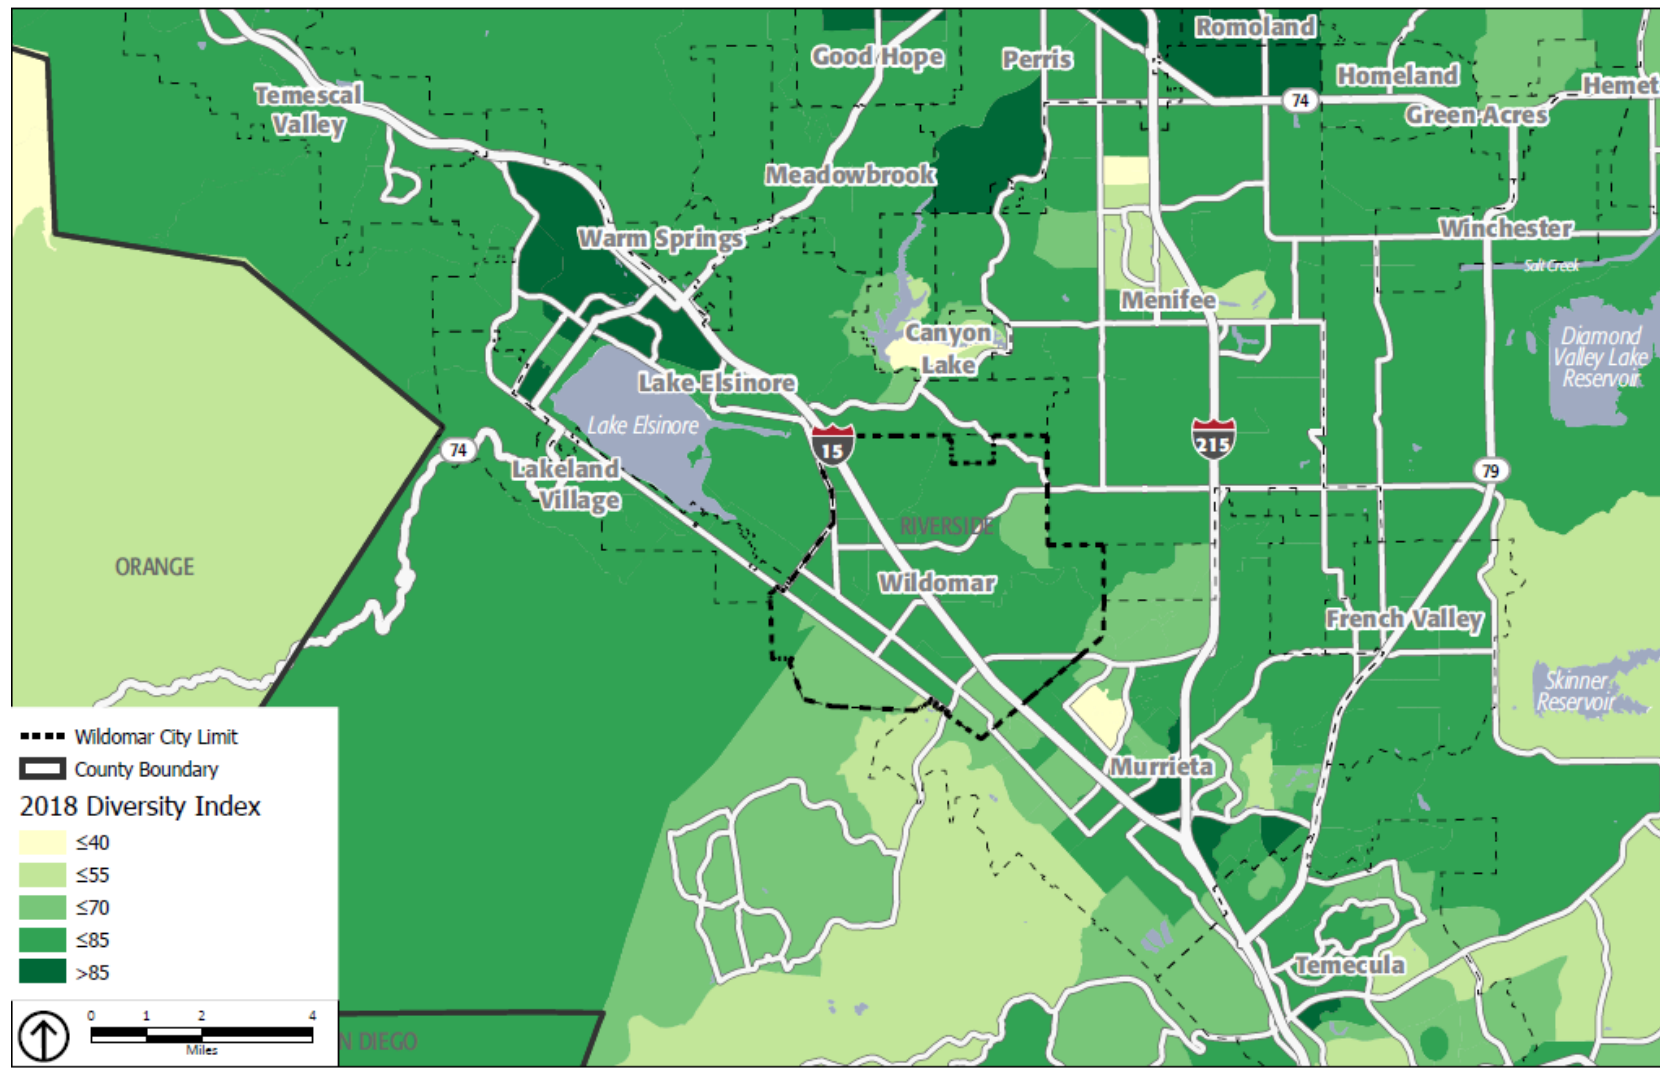 Romoland
Good Hope
Perris
Homeland
Hemet
Temescal
Valley
74
Green Acres
Meadowbrook
Warm Springs
Winchester
Salt Creek
Menifee
Canyon
Lake
Diamond
Valley Lake
Reservoir
Lake Elsinore
Lake Elsinore
15
215
74
79
Lakeland
Village
RIVERSIDE
ORANGE
Wildomar
French Valley
Skinner
Reservoir
Murrieta
Temecula
N DIEGO
Wildomar City Limit
County Boundary
2018 Diversity Index
≤40
≤55
≤70
≤85
>85
0 1 2 4
Miles